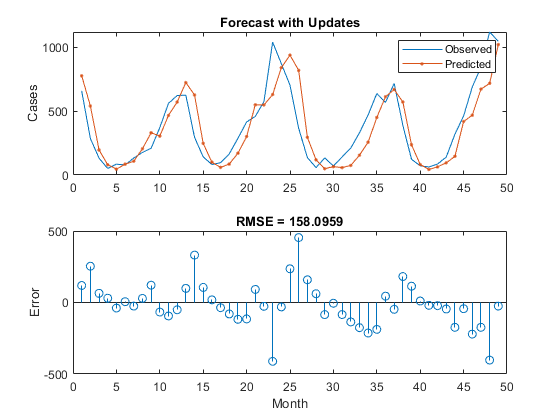 Forecast with Updates
Observed
Predicted
Cases
1000
500
0
0 5 10 15 20 25 30 35 40 45 50
RMSE = 158.0959
500
0
-500
Error
0 5 10 15 20 25 30 35 40 45 50
Month